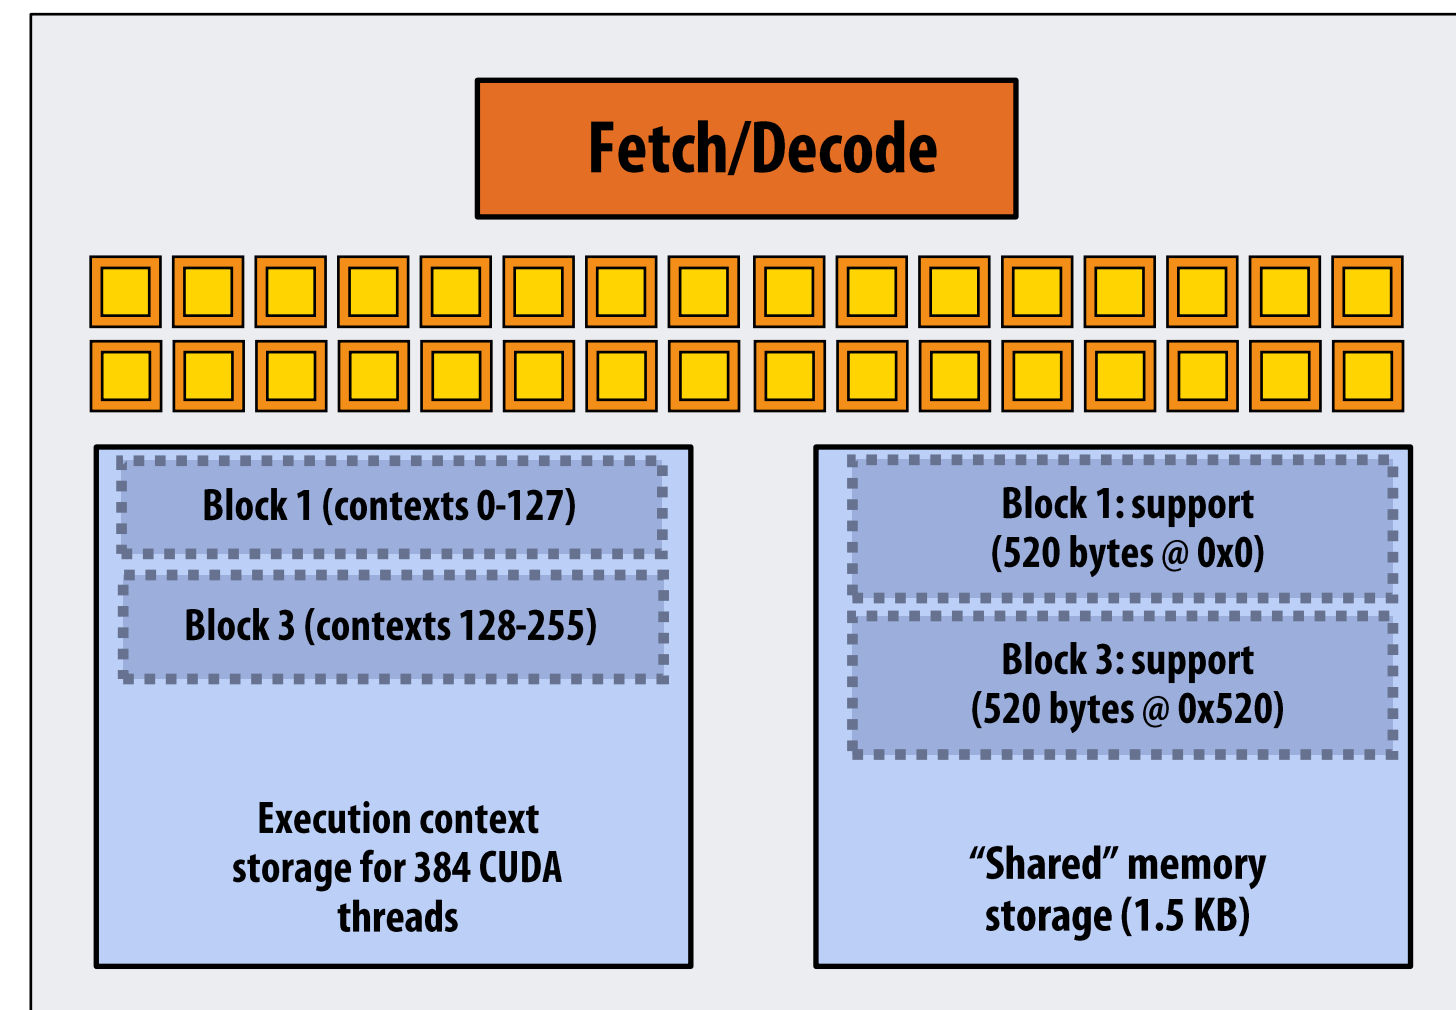 Fetch/Decode
Block 1 (contexts 0-127)
Block 3 (contexts 128-255)
Execution context
storage for 384 CUDA
threads
Block 1: support
(520 bytes @ 0x0)
Block 3: support
(520 bytes @ 0x520)
“Shared” memory
storage (1.5 KB)